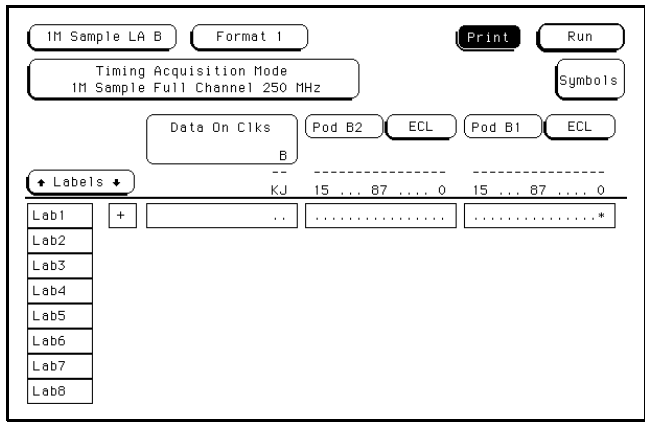 1M Sample LA B Format 1 Print Run
Timing Acquisition Mode
1M Sample Full Channel 250 MHz
Symbols
Data On Clks Pod B2 ECL Pod B1 ECL
B
-- ---------------- ----------------
↑ Labels ↓ KJ 15 ... 87 .... 0 15 ... 87 .... 0
Lab1 + .. ................ ...............*
Lab2
Lab3
Lab4
Lab5
Lab6
Lab7
Lab8